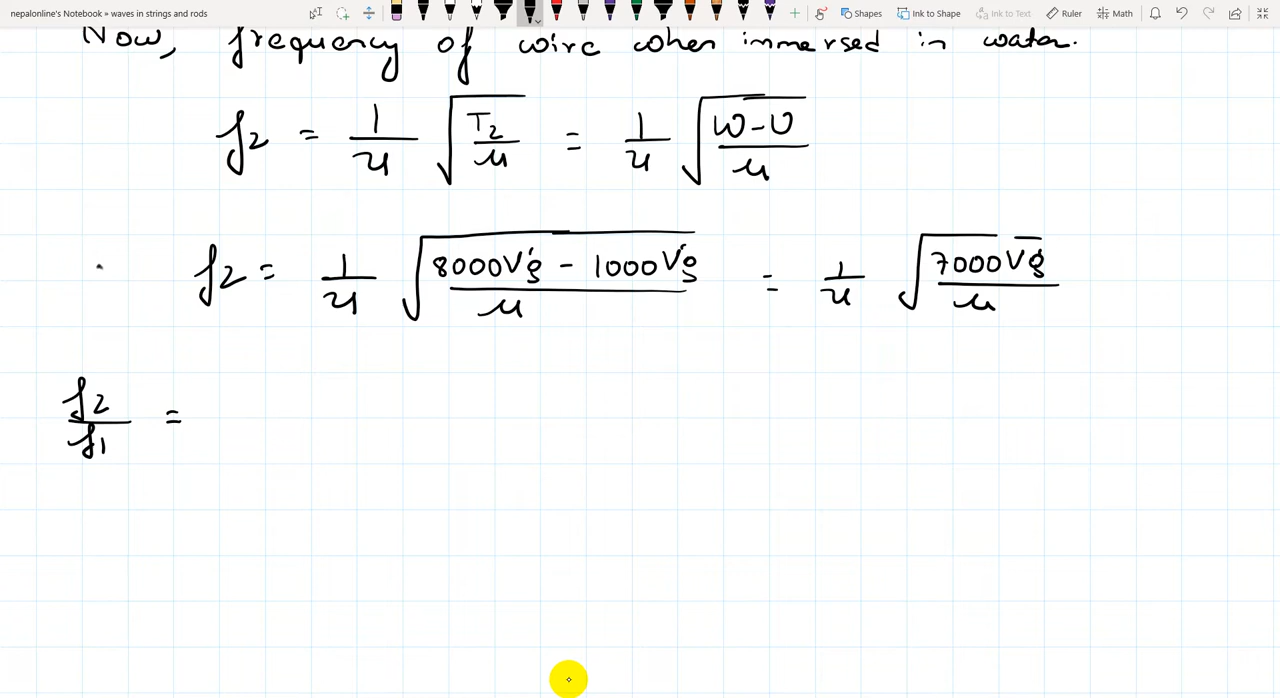 nepalonline's Notebook » waves in strings and rods
Shapes Ink to Shape Ink to Text Ruler Math
Now, frequency of wire when immersed in water.
f2 = 1/2l √(T2/μ) = 1/2l √((W-U)/μ)
f2 = 1/2l √((8000Vg - 1000Vg)/μ) = 1/2l √(7000Vg/μ)
f2/f1 =